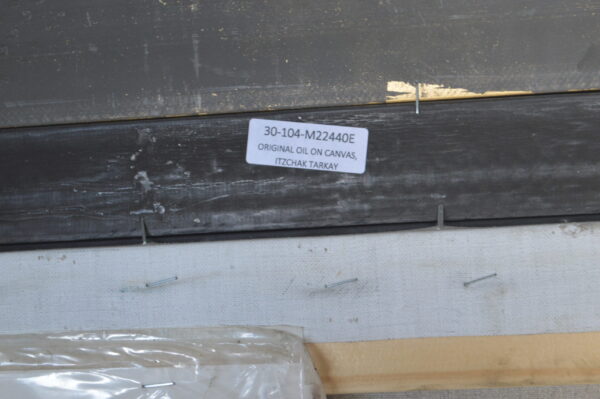 30-104-M22440E
ORIGINAL OIL ON CANVAS,
ITZCHAK TARKAY